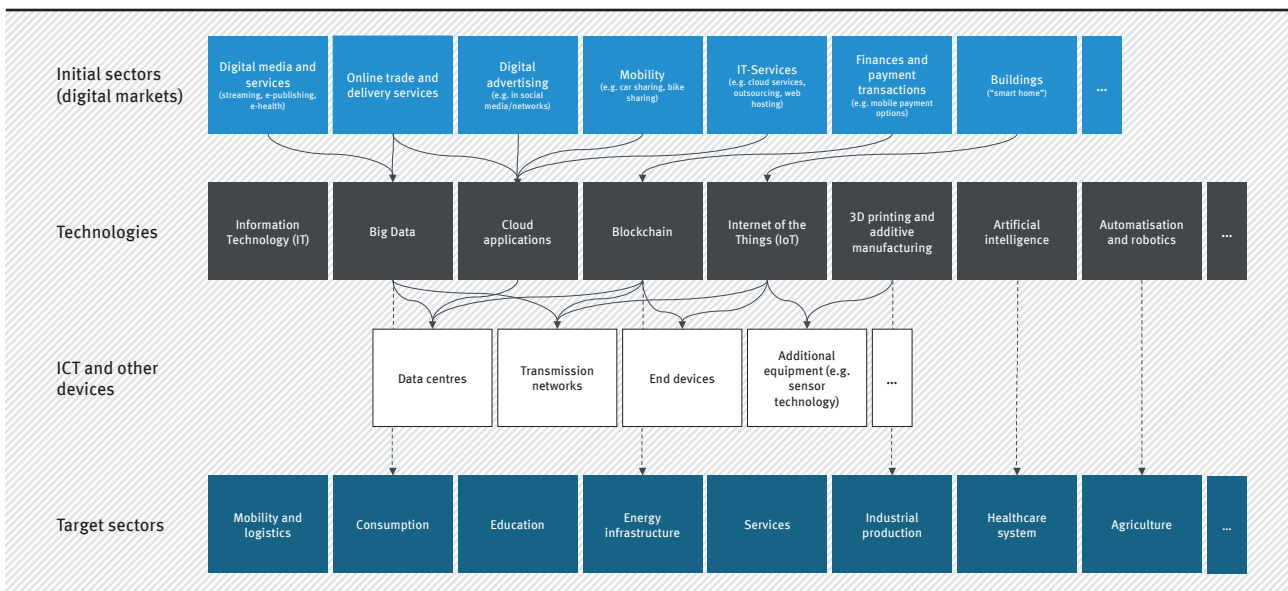 Initial sectors
(digital markets)
Digital media and
services
(streaming, e-publishing,
e-health)
Online trade and
delivery services
Digital
advertising
(e.g. in social
media/networks)
Mobility
(e.g. car sharing, bike
sharing)
IT-Services
(e.g. cloud services,
outsourcing, web
hosting)
Finances and
payment
transactions
(e.g. mobile payment
options)
Buildings
("smart home")
...
Technologies
Information
Technology (IT)
Big Data
Cloud
applications
Blockchain
Internet of the
Things (IoT)
3D printing and
additive
manufacturing
Artificial
intelligence
Automatisation
and robotics
...
ICT and other
devices
Data centres
Transmission
networks
End devices
Additional
equipment (e.g.
sensor
technology)
...
Target sectors
Mobility and
logistics
Consumption
Education
Energy
infrastructure
Services
Industrial
production
Healthcare
system
Agriculture
...